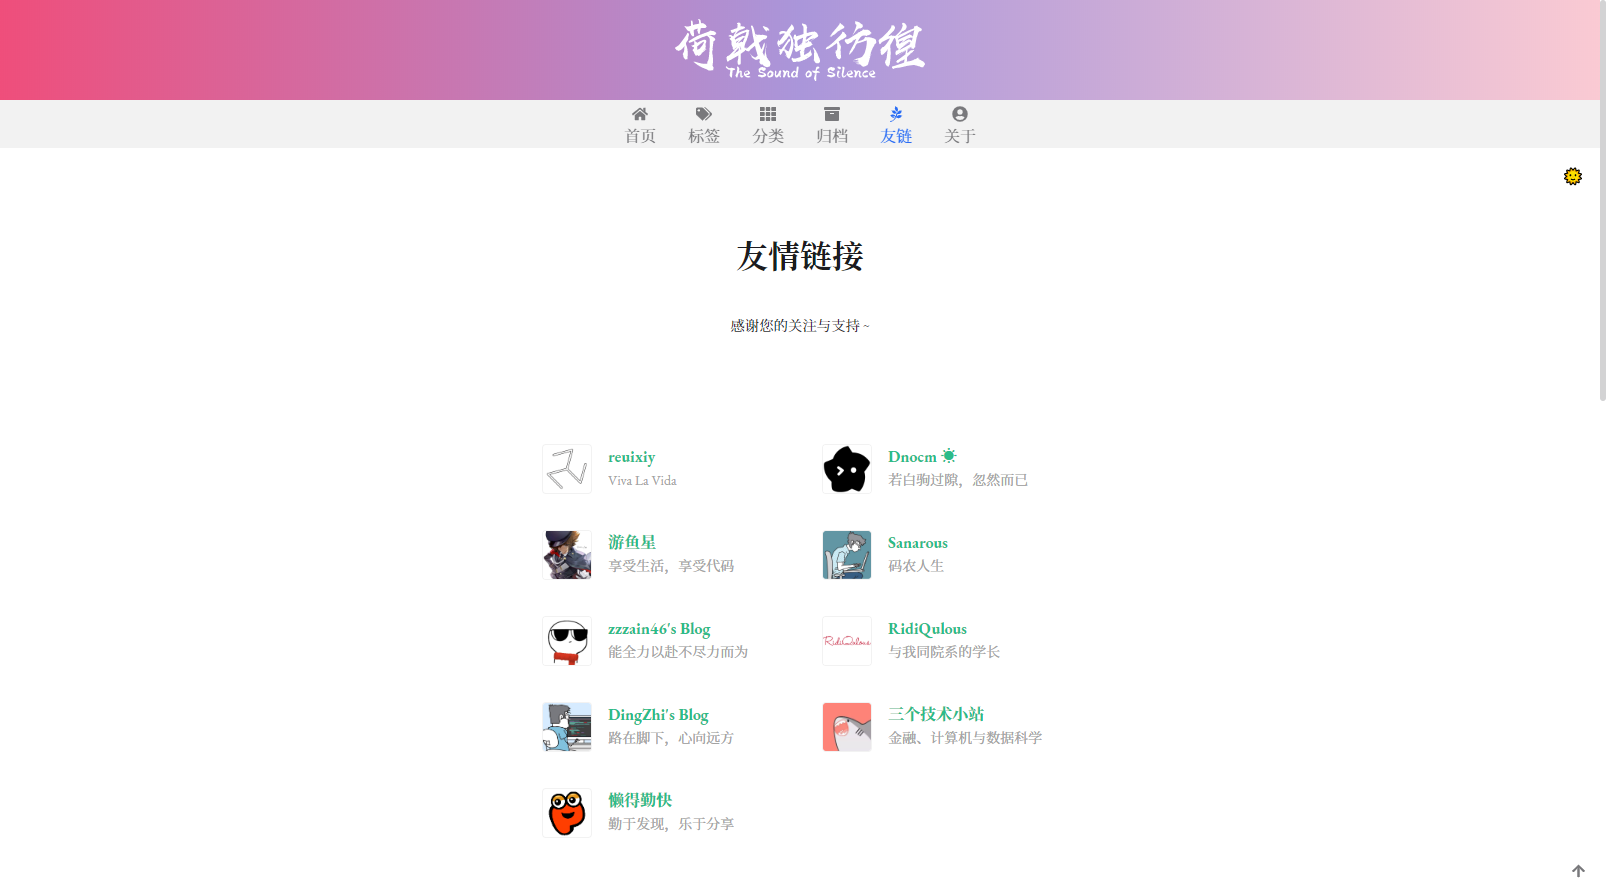 荷戟独彷徨
The Sound of Silence
首页 标签 分类 归档 友链 关于
友情链接
感谢您的关注与支持 ~
reuixiy
Viva La Vida
Dnocm
若白驹过隙，忽然而已
游鱼星
享受生活，享受代码
Sanarous
码农人生
zzzain46's Blog
能全力以赴不尽力而为
RidiQulous
RidiQulous
与我同院系的学长
DingZhi's Blog
路在脚下，心向远方
三个技术小站
金融、计算机与数据科学
懒得勤快
勤于发现，乐于分享